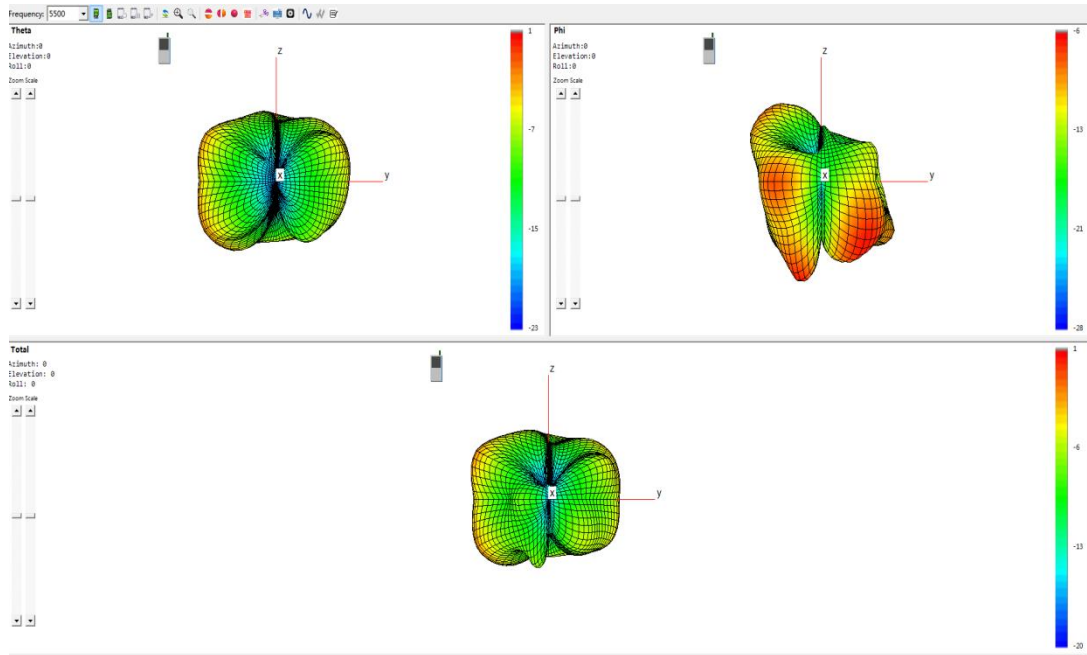 Frequency: 5500
Theta
Azimuth:0
Elevation:0
Roll:0
Zoom Scale
z
x
y
1
-7
-15
-23
Phi
Azimuth:0
Elevation:0
Roll:0
Zoom Scale
z
x
y
-6
-13
-21
-28
Total
Azimuth: 0
Elevation: 0
Roll: 0
Zoom Scale
z
x
y
1
-6
-13
-20